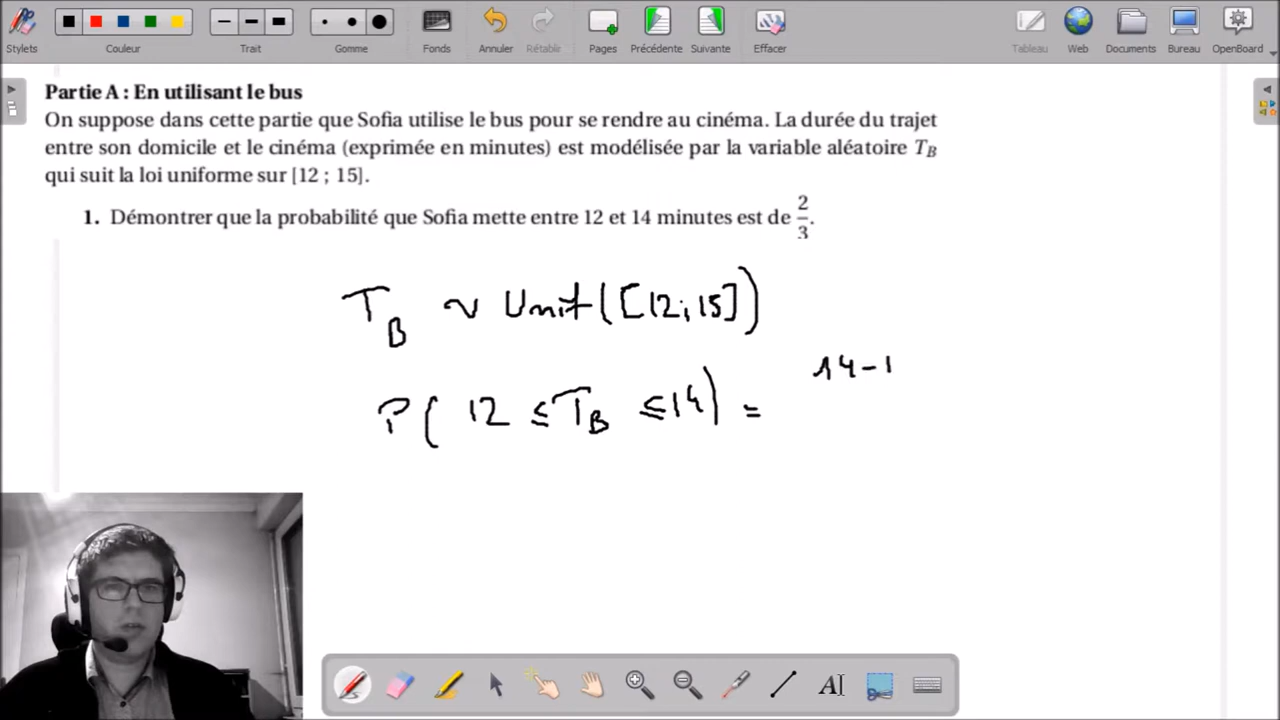 Stylets Couleur Trait Gomme Fonds Annuler Rétablir Pages Précédente Suivante Effacer Tableau Web Documents Bureau OpenBoard
Partie A : En utilisant le bus
On suppose dans cette partie que Sofia utilise le bus pour se rendre au cinéma. La durée du trajet
entre son domicile et le cinéma (exprimée en minutes) est modélisée par la variable aléatoire T_B
qui suit la loi uniforme sur [12 ; 15].
1. Démontrer que la probabilité que Sofia mette entre 12 et 14 minutes est de 2/3.
T_B ~ Unif([12;15])
14-1
P( 12 ≤ T_B ≤ 14) =
AI